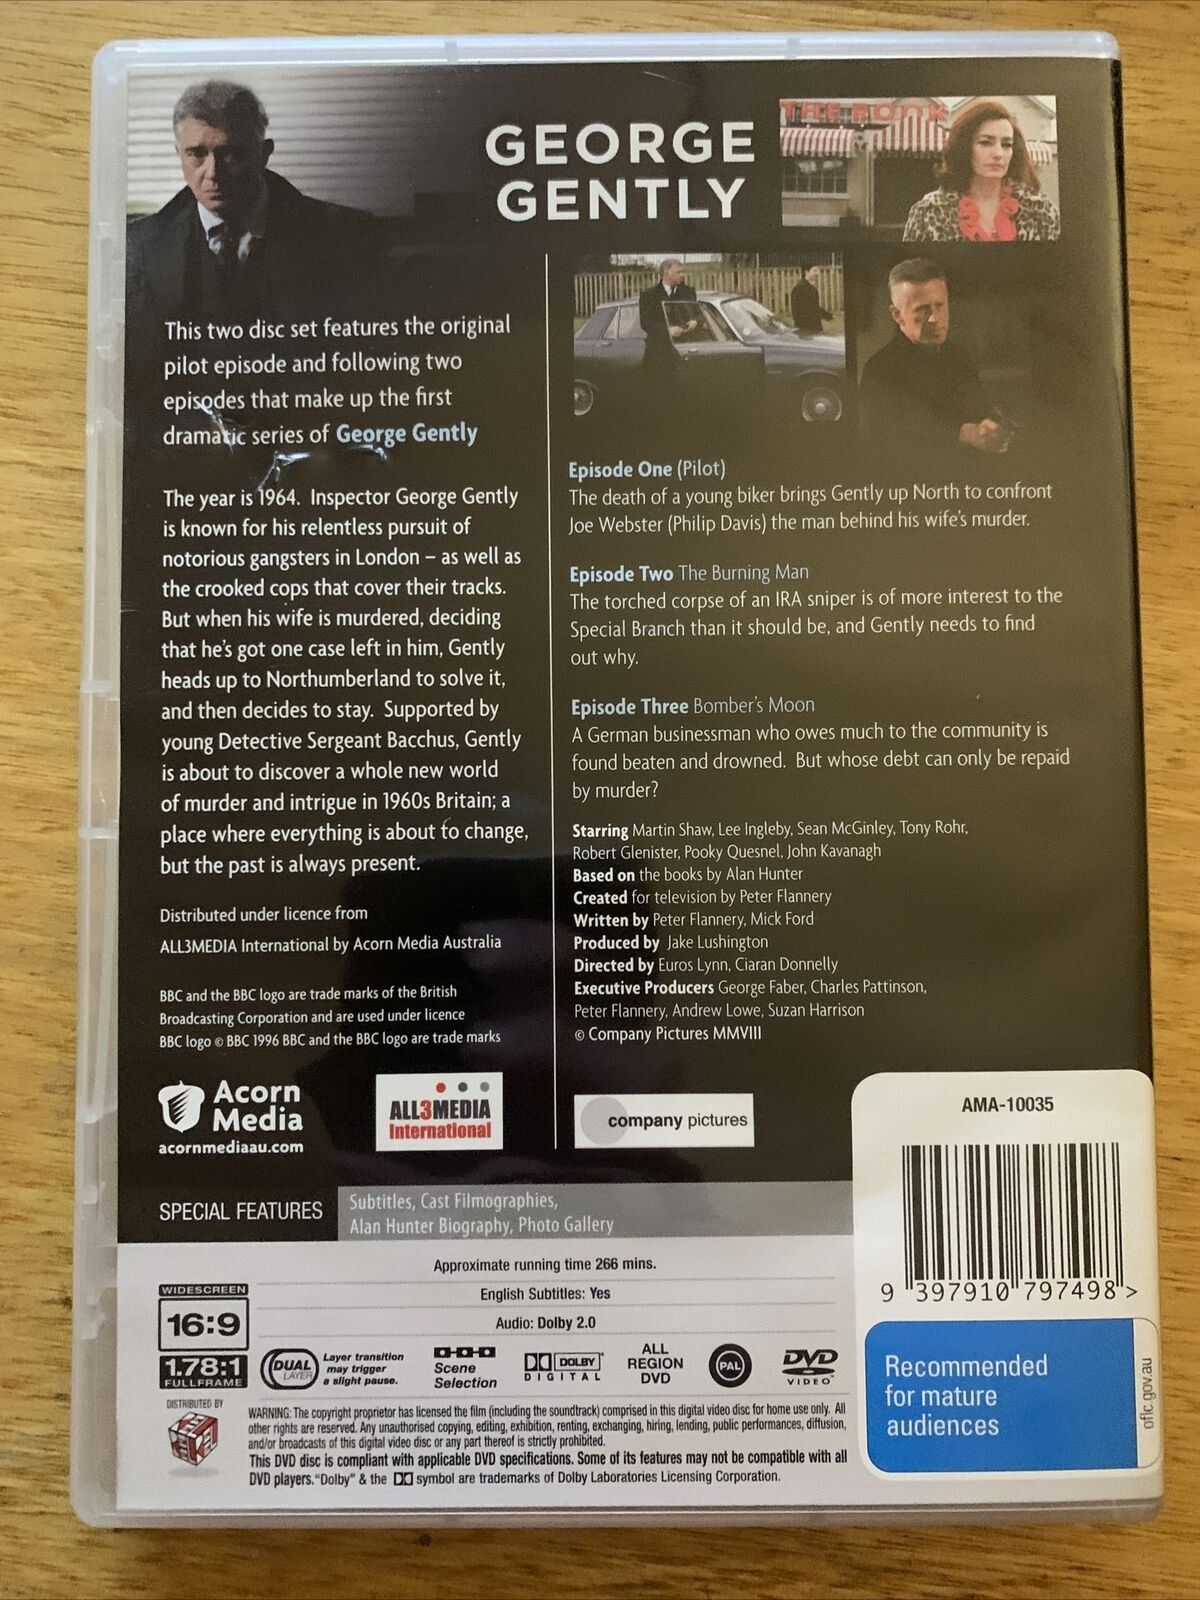 GEORGE
GENTLY
THE
This two disc set features the original
pilot episode and following two
episodes that make up the first
dramatic series of George Gently
The year is 1964. Inspector George Gently
is known for his relentless pursuit of
notorious gangsters in London – as well as
the crooked cops that cover their tracks.
But when his wife is murdered, deciding
that he's got one case left in him, Gently
heads up to Northumberland to solve it,
and then decides to stay. Supported by
young Detective Sergeant Bacchus, Gently
is about to discover a whole new world
of murder and intrigue in 1960s Britain; a
place where everything is about to change,
but the past is always present.
Distributed under licence from
ALL3MEDIA International by Acorn Media Australia
BBC and the BBC logo are trade marks of the British
Broadcasting Corporation and are used under licence
BBC logo © BBC 1996 BBC and the BBC logo are trade marks
Acorn
Media
acornmediaau.com
ALL3MEDIA
International
Episode One (Pilot)
The death of a young biker brings Gently up North to confront
Joe Webster (Philip Davis) the man behind his wife's murder.
Episode Two The Burning Man
The torched corpse of an IRA sniper is of more interest to the
Special Branch than it should be, and Gently needs to find
out why.
Episode Three Bomber's Moon
A German businessman who owes much to the community is
found beaten and drowned. But whose debt can only be repaid
by murder?
Starring Martin Shaw, Lee Ingleby, Sean McGinley, Tony Rohr,
Robert Glenister, Pooky Quesnel, John Kavanagh
Based on the books by Alan Hunter
Created for television by Peter Flannery
Written by Peter Flannery, Mick Ford
Produced by Jake Lushington
Directed by Euros Lynn, Ciaran Donnelly
Executive Producers George Faber, Charles Pattinson,
Peter Flannery, Andrew Lowe, Suzan Harrison
© Company Pictures MMVIII
company pictures
SPECIAL FEATURES
Subtitles, Cast Filmographies,
Alan Hunter Biography, Photo Gallery
AMA-10035
9 397910 797498 >
Recommended
for mature
audiences
oflc.gov.au
Approximate running time 266 mins.
English Subtitles: Yes
Audio: Dolby 2.0
WIDESCREEN
16:9
1.78:1
FULLFRAME
DUAL
LAYER
Layer transition
may trigger
a slight pause.
Scene
Selection
DOLBY
DIGITAL
ALL
REGION
DVD
PAL
DVD
VIDEO
DISTRIBUTED BY
WARNING: The copyright proprietor has licensed the film (including the soundtrack) comprised in this digital video disc for home use only. All
other rights are reserved. Any unauthorised copying, editing, exhibition, renting, exchanging, hiring, lending, public performances, diffusion,
and/or broadcasts of this digital video disc or any part thereof is strictly prohibited.
This DVD disc is compliant with applicable DVD specifications. Some of its features may not be compatible with all
DVD players. "Dolby" & the symbol are trademarks of Dolby Laboratories Licensing Corporation.